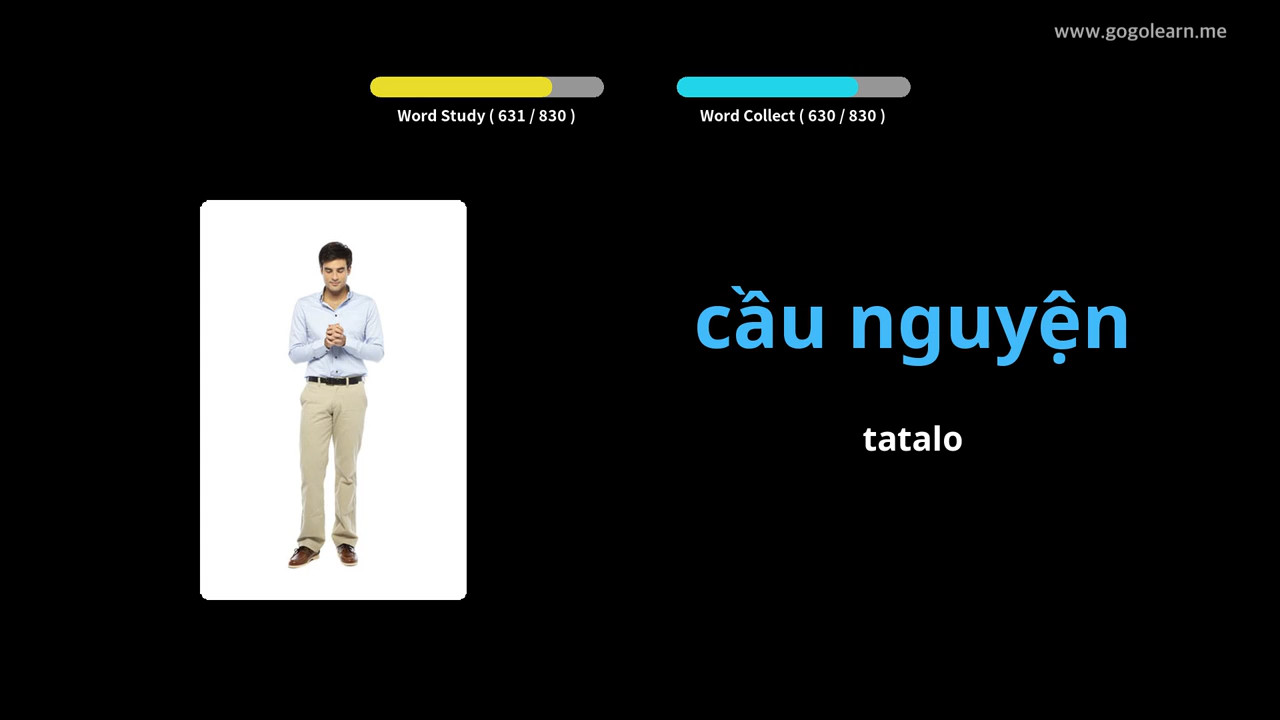 www.gogolearn.me
Word Study ( 631 / 830 )
Word Collect ( 630 / 830 )
cầu nguyện
tatalo